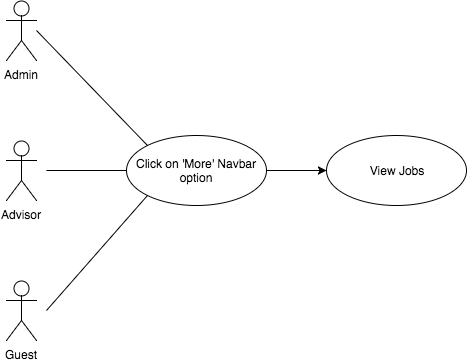 Admin
Click on 'More' Navbar
option
View Jobs
Advisor
Guest